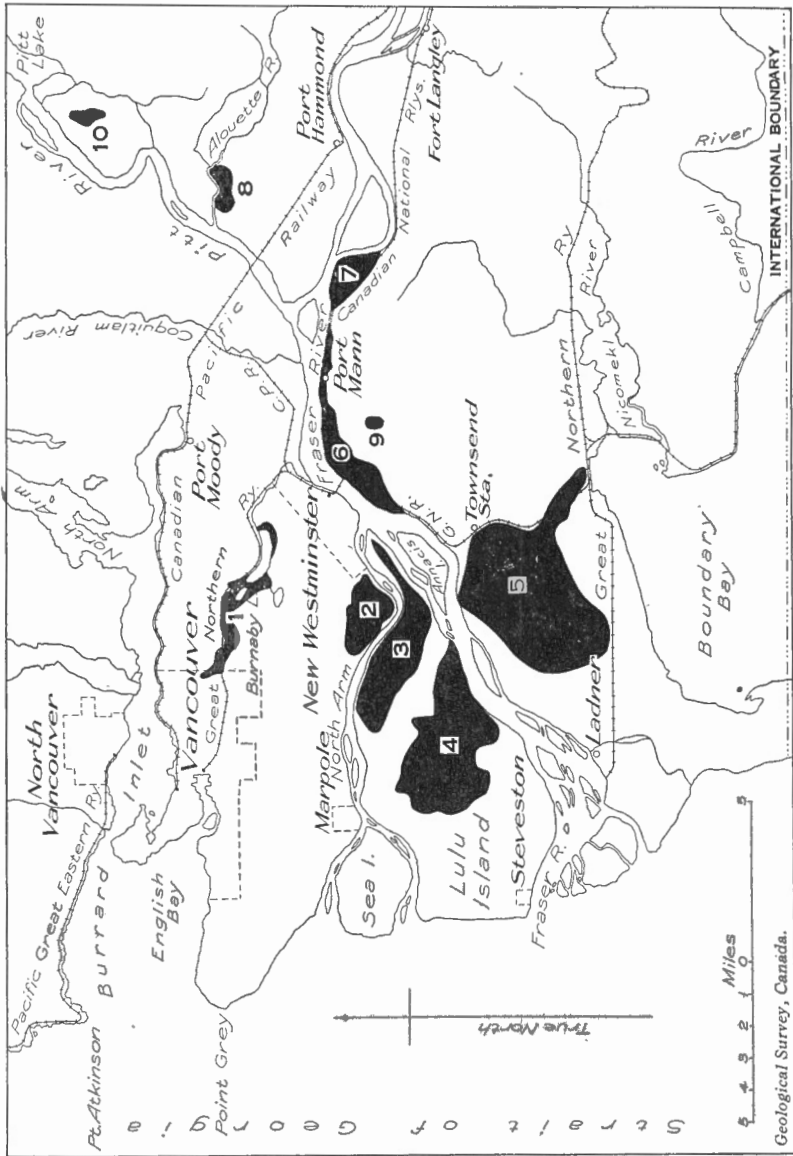 Pacific Great Eastern Ry
Pt. Atkinson
Burrard
Inlet
North
Vancouver
English
Bay
Vancouver
Point Grey
Strait of Georgia
North Arm
Canadian
Pacific
Railway
Port
Moody
Great Northern
Ry.
Burnaby L.
1
Coquitlam River
C.P.R.
Pitt
River
Pitt
Lake
10
Alouette R.
8
Port
Hammond
New Westminster
2
3
Marpole
North Arm
Sea I.
Lulu
Island
4
Steveston
Fraser R.
Annacis I.
Fraser River
6
Port Mann
7
Canadian
National
Rlys.
Fort Langley
9
G.N.R.
Townsend
Sta.
5
Ladner
Great
Northern
Ry
Nicomekl
River
Campbell
River
Boundary
Bay
INTERNATIONAL BOUNDARY
True North
Miles
5 4 3 2 1 0 5
Geological Survey, Canada.